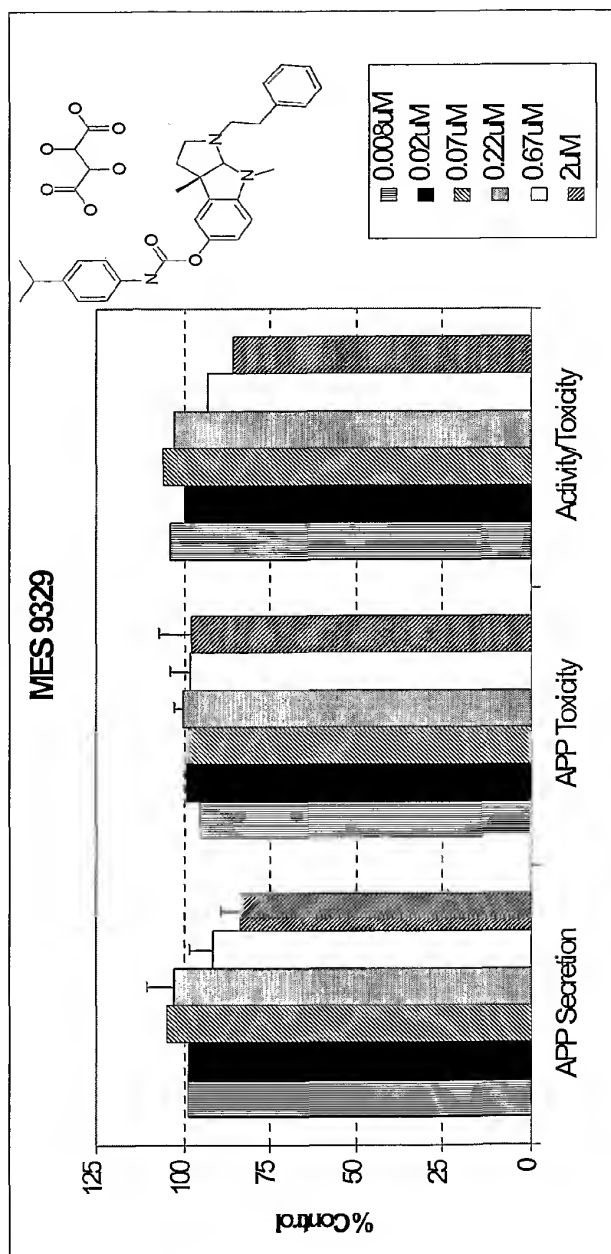 MES 9329
% Control
125
100
75
50
25
0
APP Secretion
APP Toxicity
Activity/Toxicity
0.008uM
0.02uM
0.07uM
0.22uM
0.67uM
2uM
O
O
O
O
O
O
N
O
O
N
N